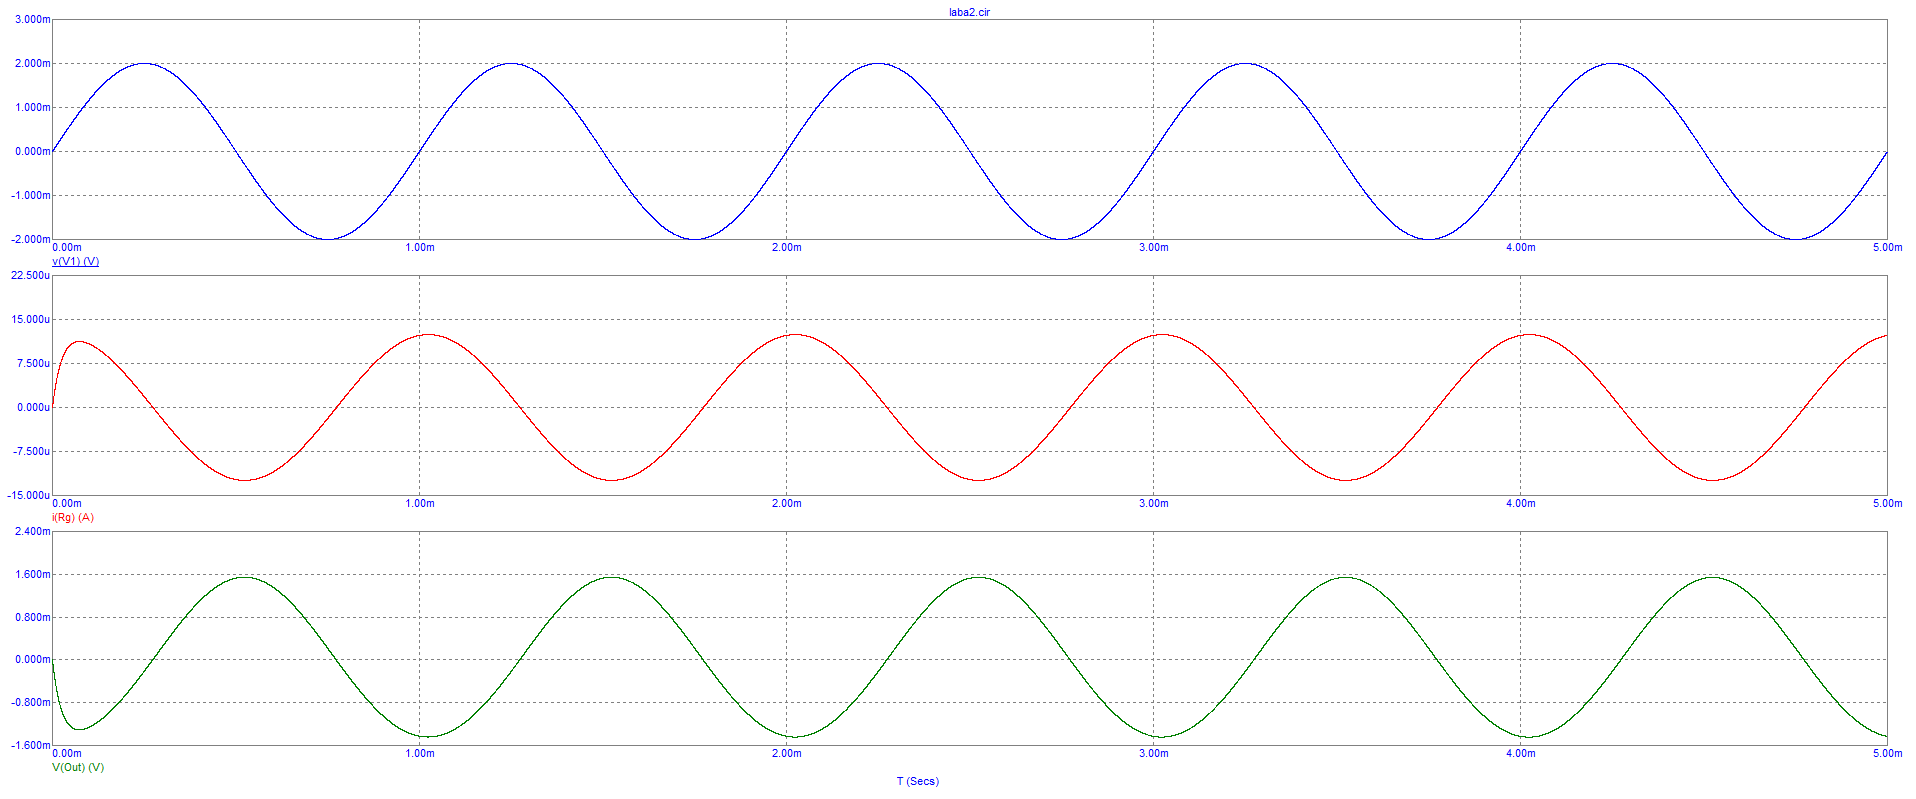 laba2.cir
3.000m
2.000m
1.000m
0.000m
-1.000m
-2.000m
0.00m 1.00m 2.00m 3.00m 4.00m 5.00m
v(V1) (V)
22.500u
15.000u
7.500u
0.000u
-7.500u
-15.000u
0.00m 1.00m 2.00m 3.00m 4.00m 5.00m
i(Rg) (A)
2.400m
1.600m
0.800m
0.000m
-0.800m
-1.600m
0.00m 1.00m 2.00m 3.00m 4.00m 5.00m
V(Out) (V)
T (Secs)